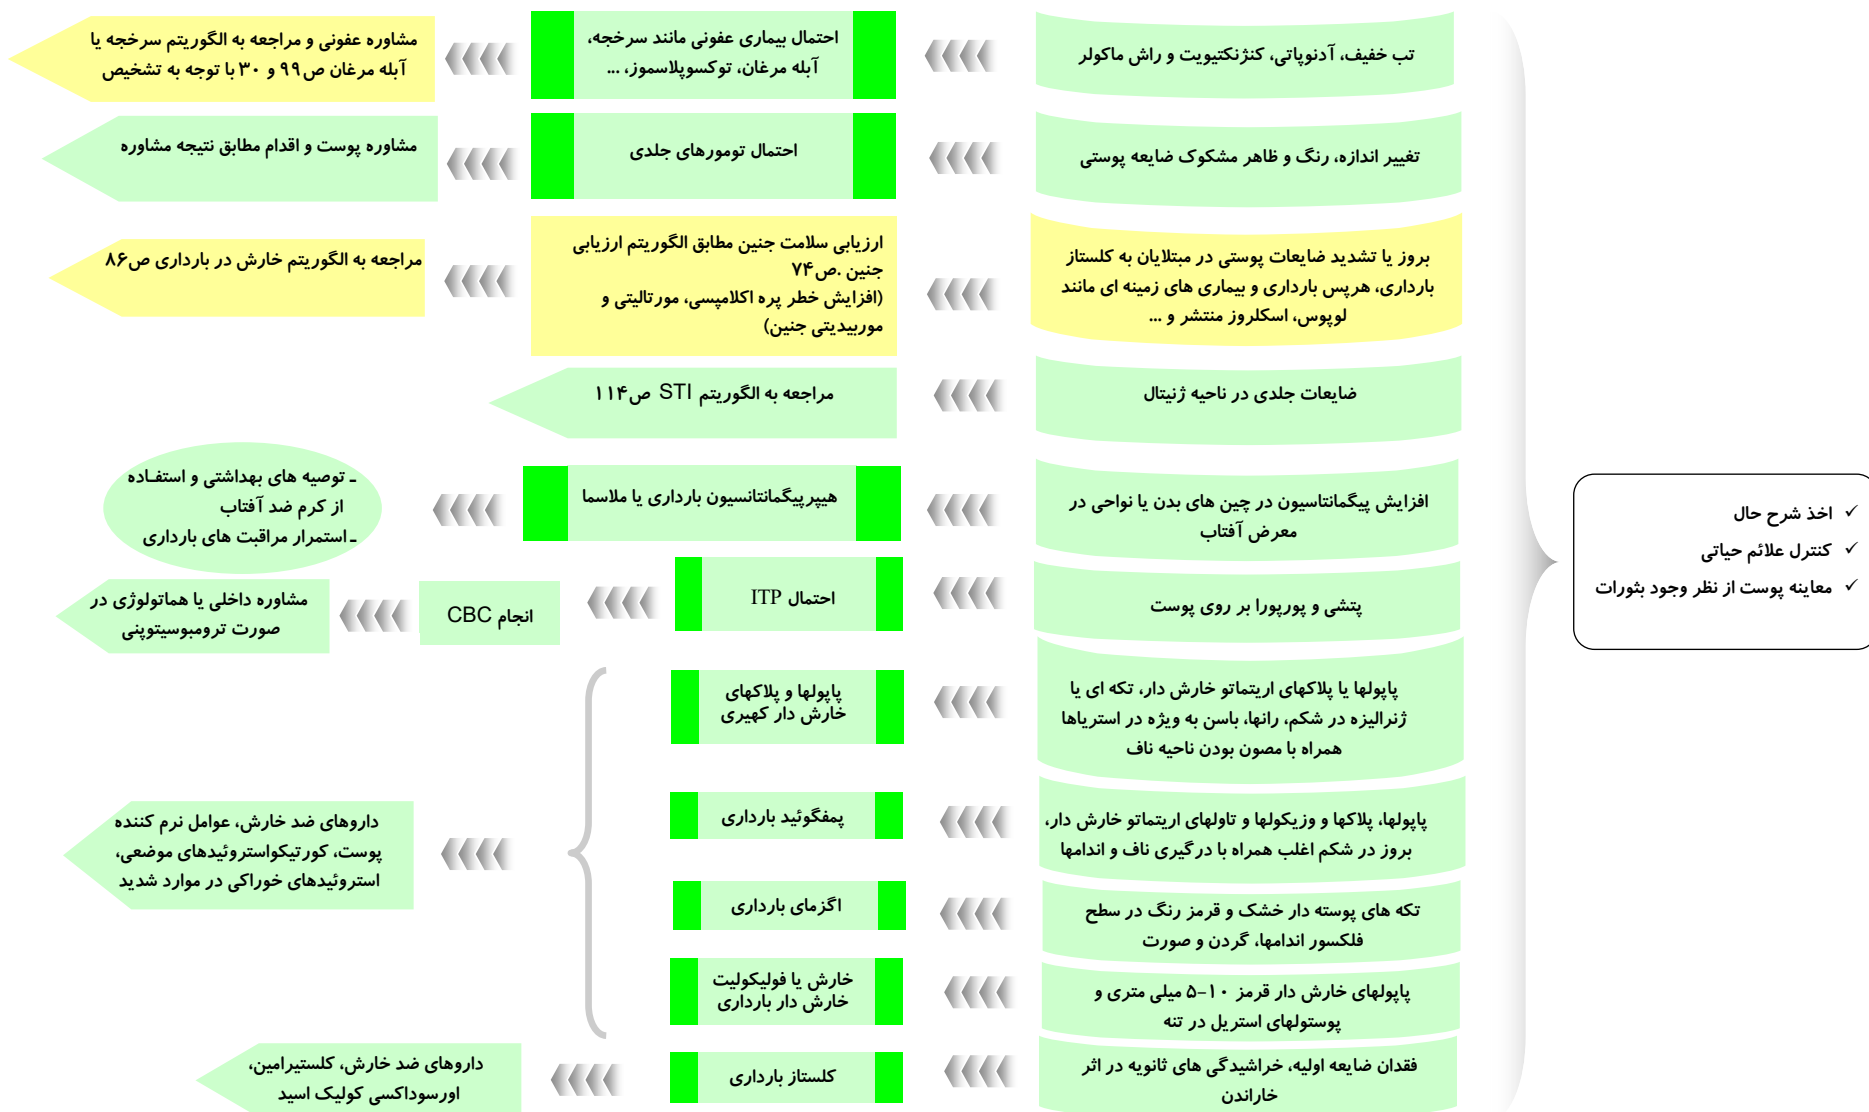 ✓ اخذ شرح حال
✓ کنترل علائم حیاتی
✓ معاینه پوست از نظر وجود بثورات
تب خفیف، آدنوپاتی، کنژنکتیویت و راش ماکولر
احتمال بیماری عفونی مانند سرخجه،
آبله مرغان، توکسوپلاسموز، ...
مشاوره عفونی و مراجعه به الگوریتم سرخجه یا
آبله مرغان ص۹۹ و ۳۰ با توجه به تشخیص
تغییر اندازه، رنگ و ظاهر مشکوک ضایعه پوستی
احتمال تومورهای جلدی
مشاوره پوست و اقدام مطابق نتیجه مشاوره
بروز یا تشدید ضایعات پوستی در مبتلایان به کلستاز
بارداری، هرپس بارداری و بیماری های زمینه ای مانند
لوپوس، اسکلروز منتشر و ...
ارزیابی سلامت جنین مطابق الگوریتم ارزیابی
جنین .ص۷۴
(افزایش خطر پره اکلامپسی، مورتالیتی و
موربیدیتی جنین)
مراجعه به الگوریتم خارش در بارداری ص۸۶
ضایعات جلدی در ناحیه ژنیتال
مراجعه به الگوریتم STI ص۱۱۴
افزایش پیگمانتاسیون در چین های بدن یا نواحی در
معرض آفتاب
هیپرپیگمانتانسیون بارداری یا ملاسما
ـ توصیه های بهداشتی و استفـاده
از کرم ضد آفتاب
ـ استمرار مراقبت های بارداری
پتشی و پورپورا بر روی پوست
احتمال ITP
انجام CBC
مشاوره داخلی یا هماتولوژی در
صورت ترومبوسیتوپنی
پاپولها یا پلاکهای اریتماتو خارش دار، تکه ای یا
ژنرالیزه در شکم، رانها، باسن به ویژه در استریاها
همراه با مصون بودن ناحیه ناف
پاپولها و پلاکهای
خارش دار کهیری
پاپولها، پلاکها و وزیکولها و تاولهای اریتماتو خارش دار،
بروز در شکم اغلب همراه با درگیری ناف و اندامها
پمفگوئید بارداری
تکه های پوسته دار خشک و قرمز رنگ در سطح
فلکسور اندامها، گردن و صورت
اگزمای بارداری
پاپولهای خارش دار قرمز ۱۰-۵ میلی متری و
پوستولهای استریل در تنه
خارش یا فولیکولیت
خارش دار بارداری
داروهای ضد خارش، عوامل نرم کننده
پوست، کورتیکواستروئیدهای موضعی،
استروئیدهای خوراکی در موارد شدید
فقدان ضایعه اولیه، خراشیدگی های ثانویه در اثر
خاراندن
کلستاز بارداری
داروهای ضد خارش، کلستیرامین،
اورسوداکسی کولیک اسید